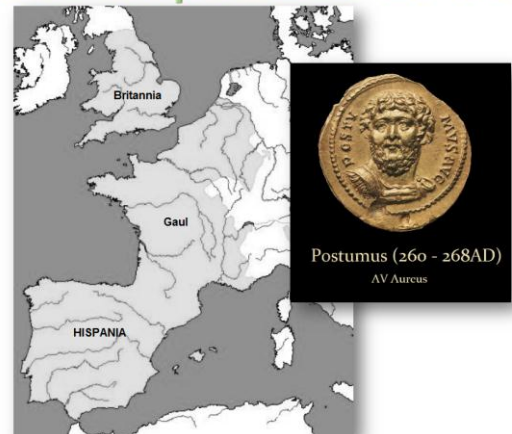 Britannia
Gaul
HISPANIA
POSTV
MVS AVG
Postumus (260 - 268AD)
AV Aureus